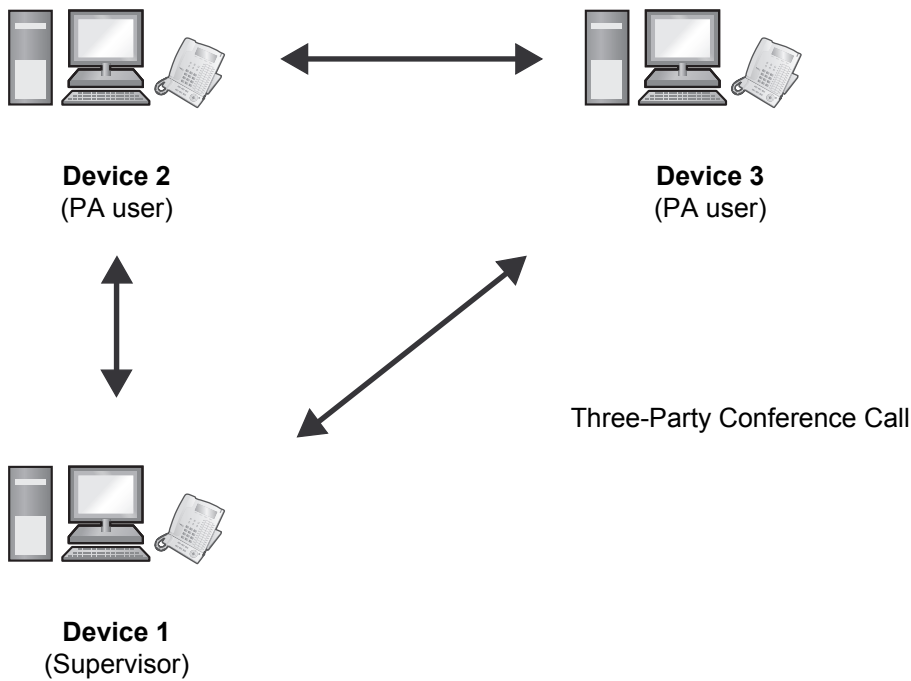 Device 2
(PA user)
Device 3
(PA user)
Three-Party Conference Call
Device 1
(Supervisor)